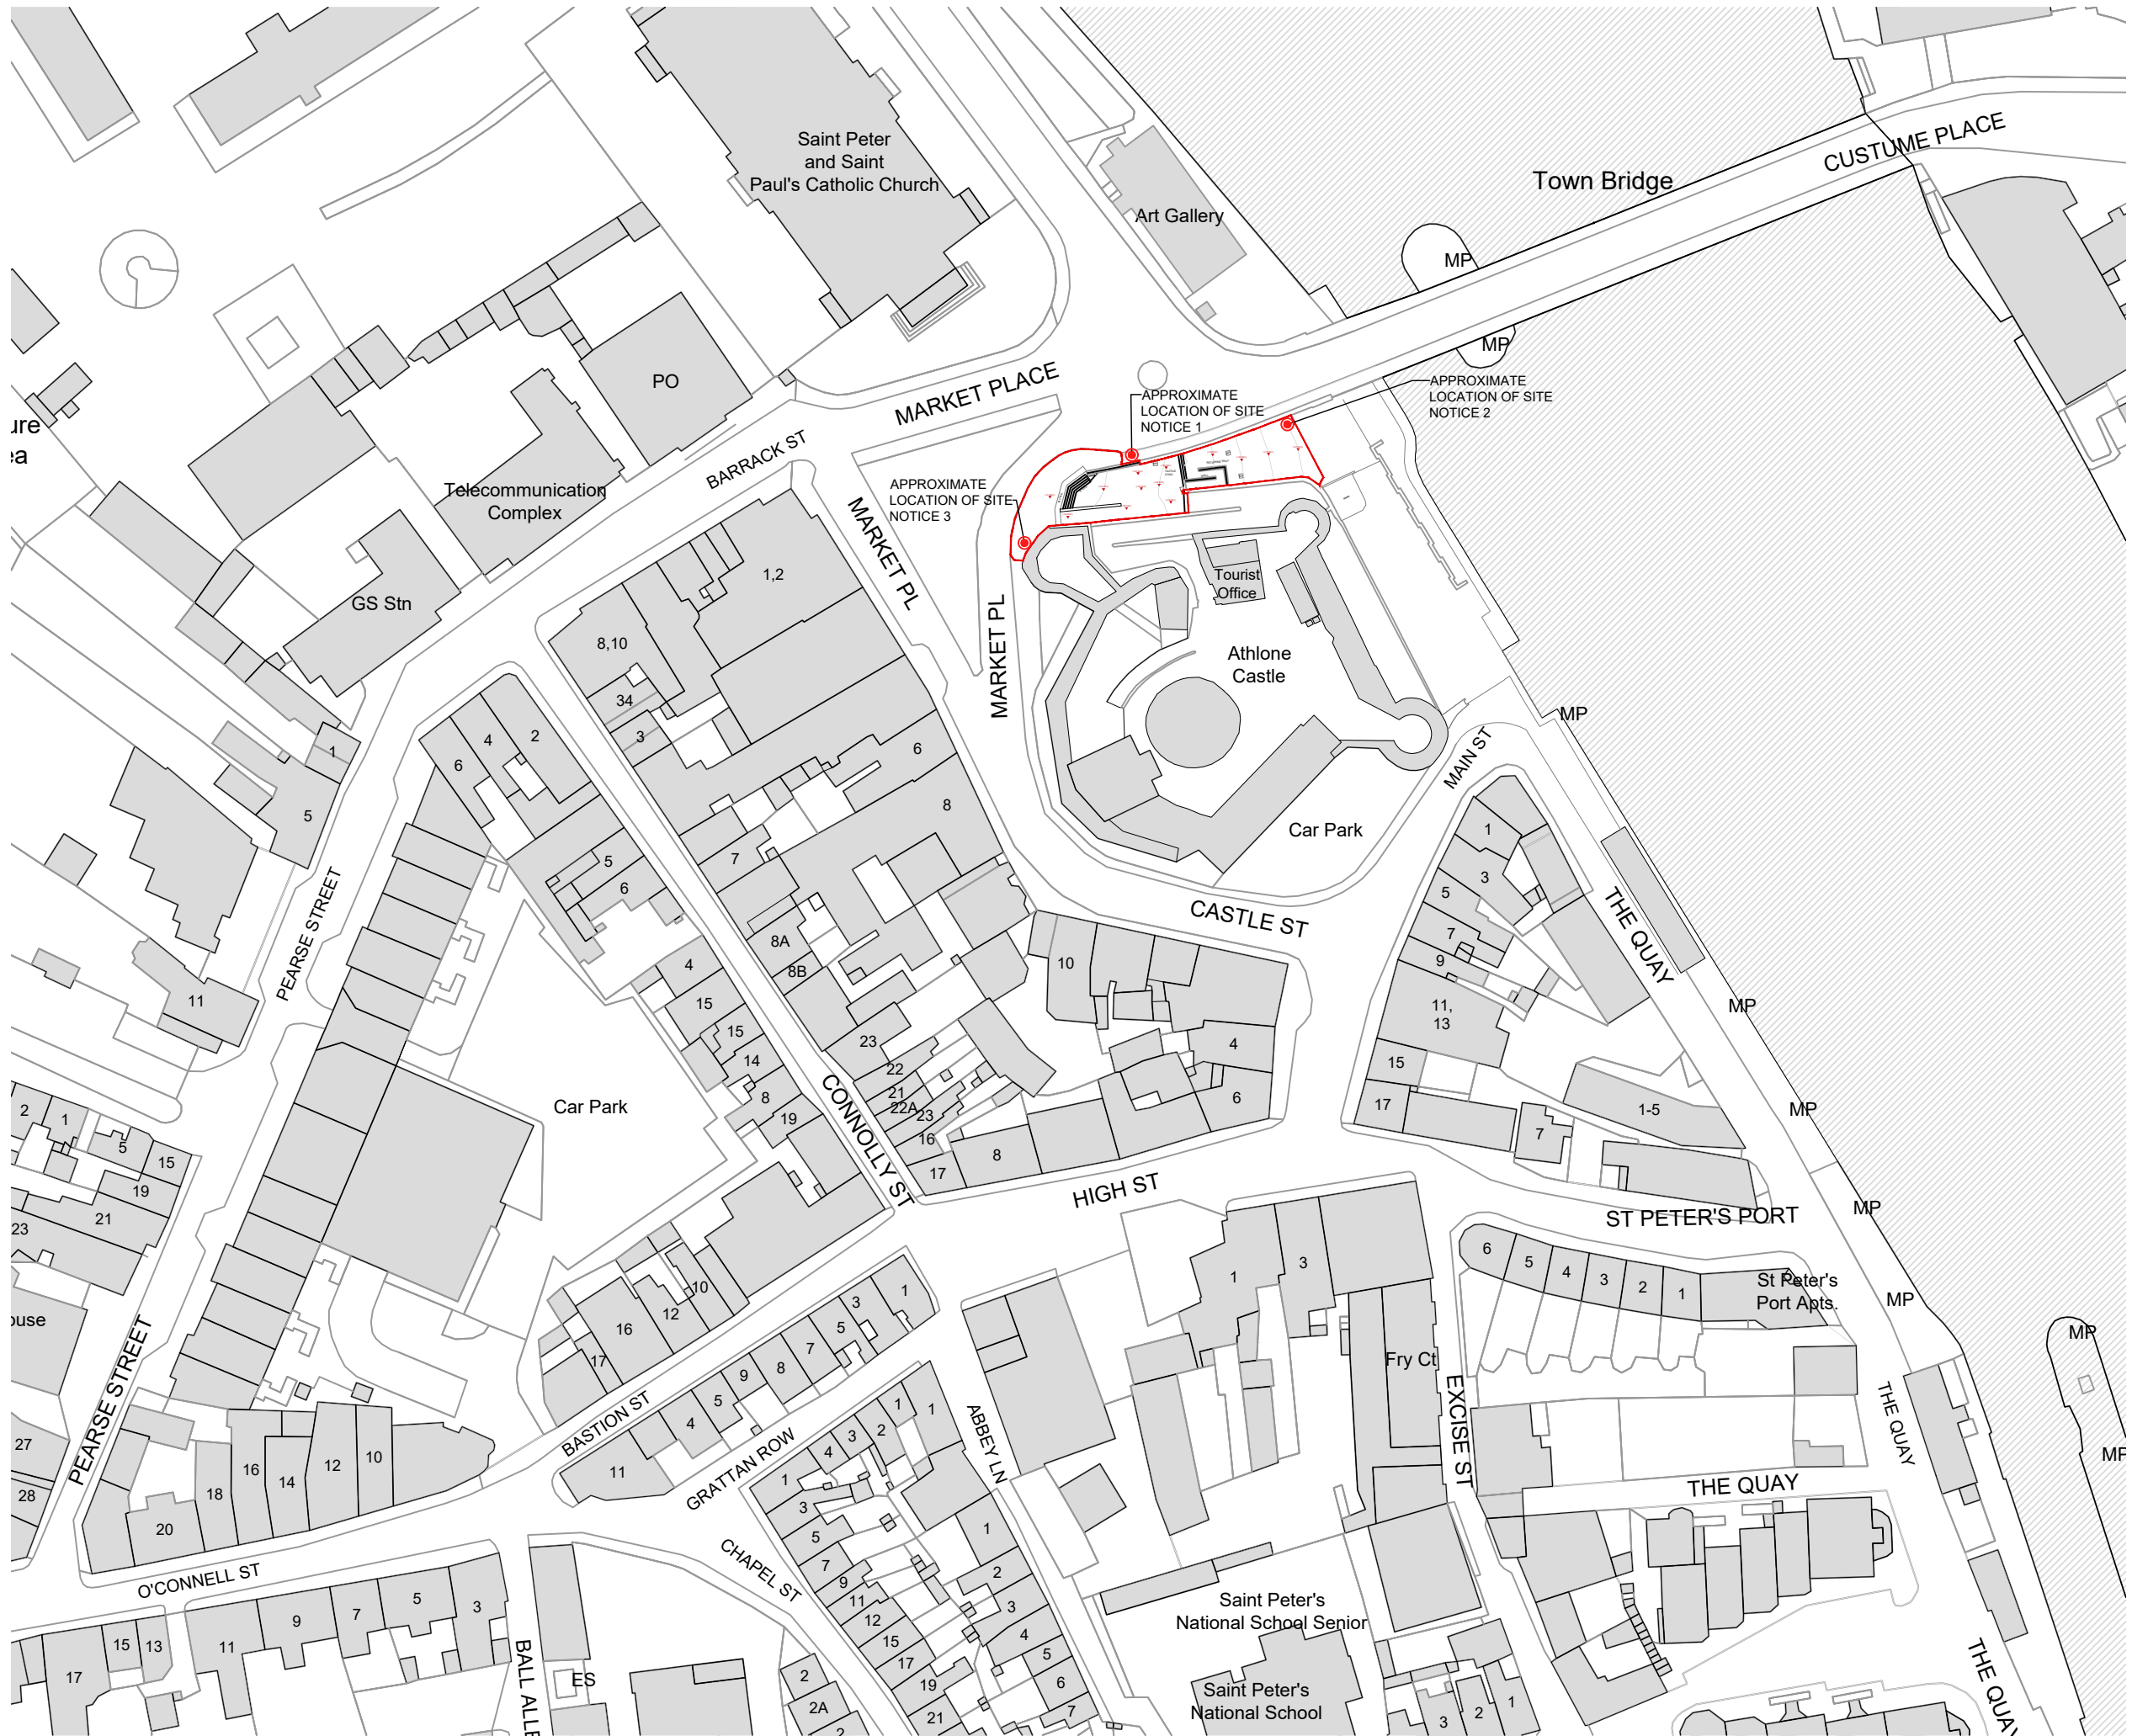 Saint Peter
and Saint
Paul's Catholic Church
Art Gallery
Town Bridge
CUSTUME PLACE
MP
MP
PO
MARKET PLACE
APPROXIMATE
LOCATION OF SITE
NOTICE 1
APPROXIMATE
LOCATION OF SITE
NOTICE 2
ure
ea
BARRACK ST
Telecommunication
Complex
APPROXIMATE
LOCATION OF SITE
NOTICE 3
MARKET PL
GS Stn
1,2
Tourist
Office
8,10
MARKET PL
Athlone
Castle
34
3
6
4
2
6
1
MP
MAIN ST
5
8
Car Park
1
7
5
6
3
5
PEARSE STREET
CASTLE ST
THE QUAY
8A
8B
4
10
7
9
11
15
11,
13
MP
15
23
4
14
22
15
21
22A
23
8
19
6
17
1-5
Car Park
CONNOLLY ST
MP
2
1
5
15
16
8
7
17
19
21
23
HIGH ST
ST PETER'S PORT
MP
6
5
4
3
2
1
St Peter's
Port Apts.
MP
1
3
10
12
16
17
1
3
5
7
8
9
5
4
11
ouse
MP
Fry Ct
PEARSE STREET
BASTION ST
GRATTAN ROW
ABBEY LN
EXCISE ST
THE QUAY
MP
27
28
20
18
16
14
12
10
1
1
2
3
4
1
3
5
7
9
11
12
15
17
19
21
THE QUAY
O'CONNELL ST
CHAPEL ST
1
2
3
4
5
6
7
Saint Peter's
National School Senior
17
15
13
11
9
7
5
3
BALL ALLE
ES
2
2A
2
Saint Peter's
National School
3
2
1
THE QUAY